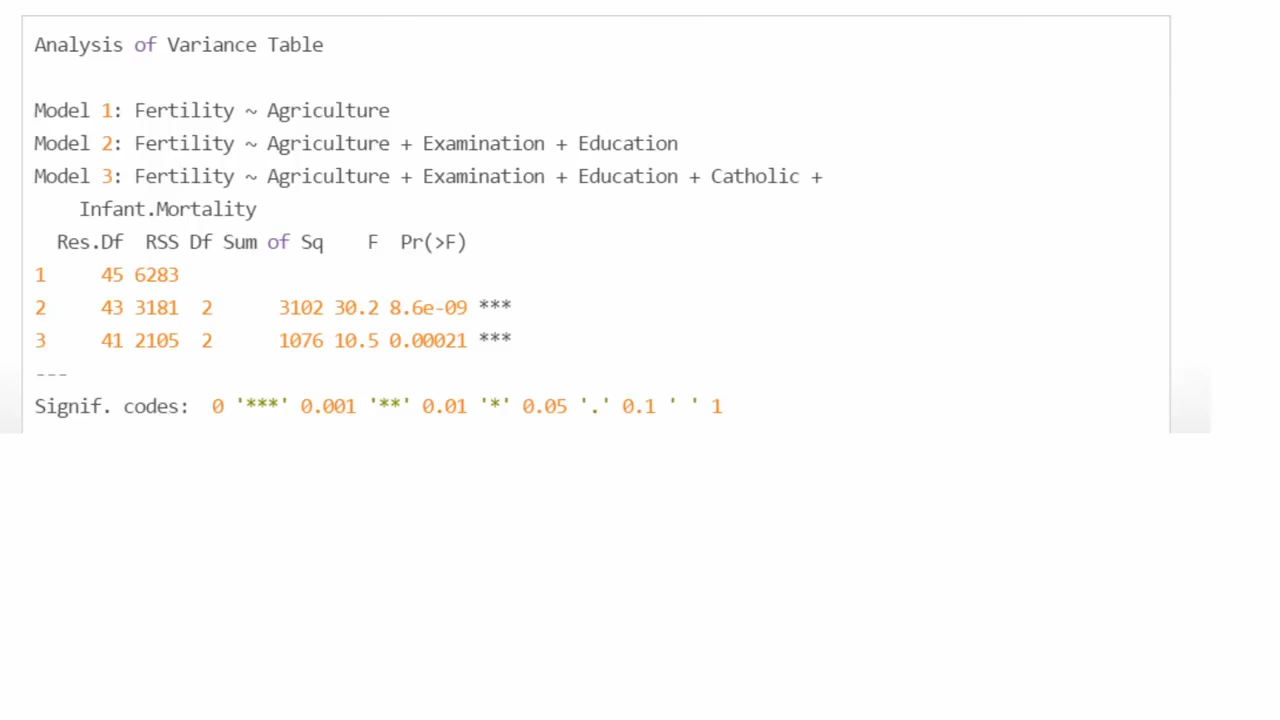 Analysis of Variance Table
Model 1: Fertility ~ Agriculture
Model 2: Fertility ~ Agriculture + Examination + Education
Model 3: Fertility ~ Agriculture + Examination + Education + Catholic +
Infant.Mortality
Res.Df RSS Df Sum of Sq F Pr(>F)
1 45 6283
2 43 3181 2 3102 30.2 8.6e-09 ***
3 41 2105 2 1076 10.5 0.00021 ***
---
Signif. codes: 0 '***' 0.001 '**' 0.01 '*' 0.05 '.' 0.1 ' ' 1